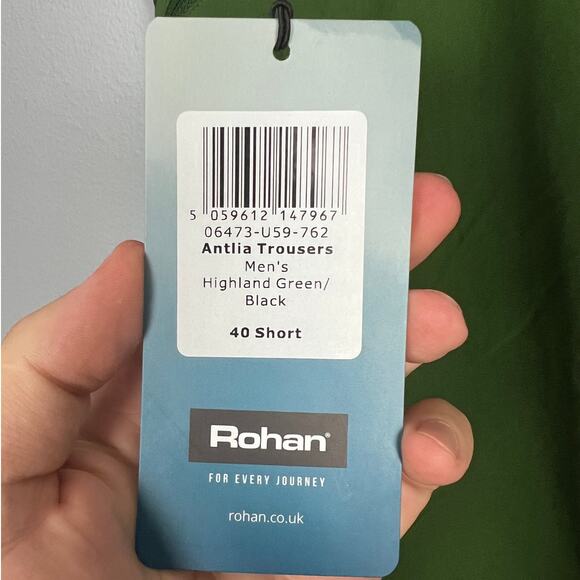 5 059612 147967
06473-U59-762
Antlia Trousers
Men's
Highland Green/
Black
40 Short
Rohan®
FOR EVERY JOURNEY
rohan.co.uk